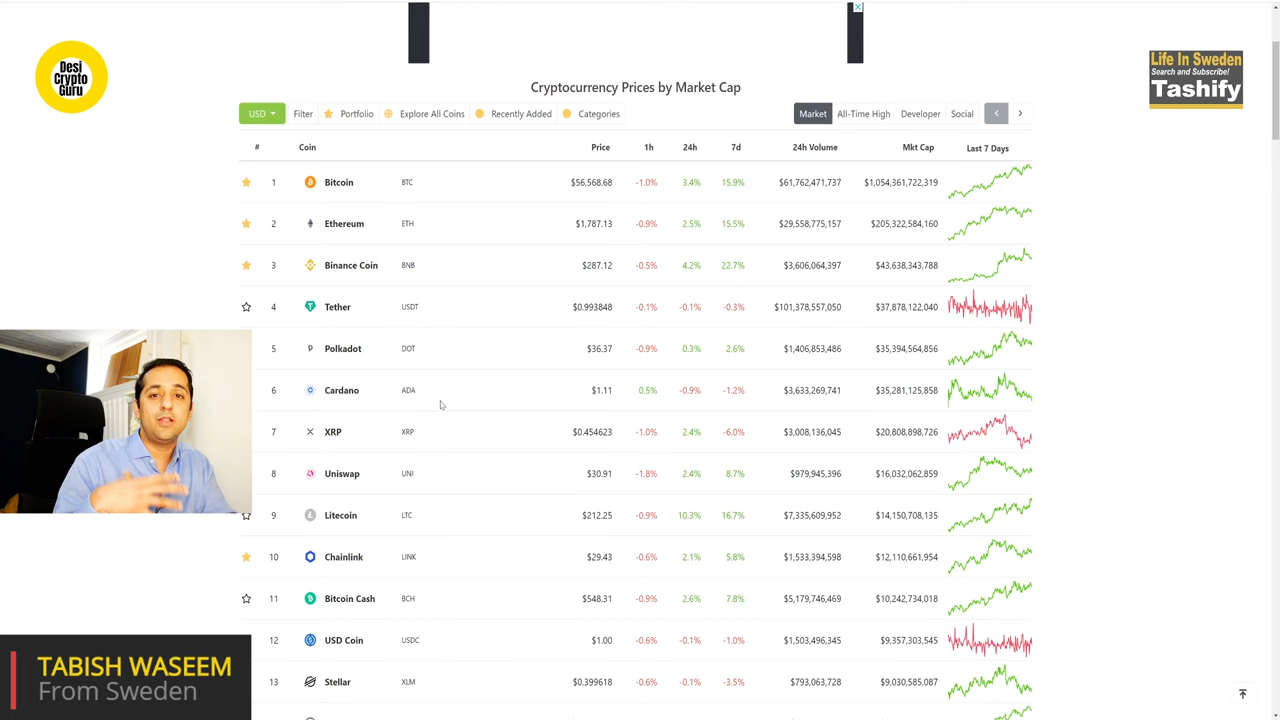 Desi
Crypto
Guru
Life In Sweden
Search and Subscribe!
Tashify
Cryptocurrency Prices by Market Cap
USD Filter Portfolio Explore All Coins Recently Added Categories Market All-Time High Developer Social
# Coin Price 1h 24h 7d 24h Volume Mkt Cap Last 7 Days
1 Bitcoin BTC $56,568.68 -1.0% 3.4% 15.9% $61,762,471,737 $1,054,361,722,319
2 Ethereum ETH $1,787.13 -0.9% 2.5% 15.5% $29,558,775,157 $205,322,584,160
3 Binance Coin BNB $287.12 -0.5% 4.2% 22.7% $3,606,064,397 $43,638,343,788
4 Tether USDT $0.993848 -0.1% -0.1% -0.3% $101,378,557,050 $37,878,122,040
5 Polkadot DOT $36.37 -0.9% 0.3% 2.6% $1,406,853,486 $35,394,564,856
6 Cardano ADA $1.11 0.5% -0.9% -1.2% $3,633,269,741 $35,281,125,858
7 XRP XRP $0.454623 -1.0% 2.4% -6.0% $3,008,136,045 $20,808,898,726
8 Uniswap UNI $30.91 -1.8% 2.4% 8.7% $979,945,396 $16,032,062,859
9 Litecoin LTC $212.25 -0.9% 10.3% 16.7% $7,335,609,952 $14,150,708,135
10 Chainlink LINK $29.43 -0.6% 2.1% 5.8% $1,533,394,598 $12,110,661,954
11 Bitcoin Cash BCH $548.31 -0.9% 2.6% 7.8% $5,179,746,469 $10,242,734,018
12 USD Coin USDC $1.00 -0.6% -0.1% -1.0% $1,503,496,345 $9,357,303,545
13 Stellar XLM $0.399618 -0.6% -0.1% -3.5% $793,063,728 $9,030,585,087
TABISH WASEEM
From Sweden